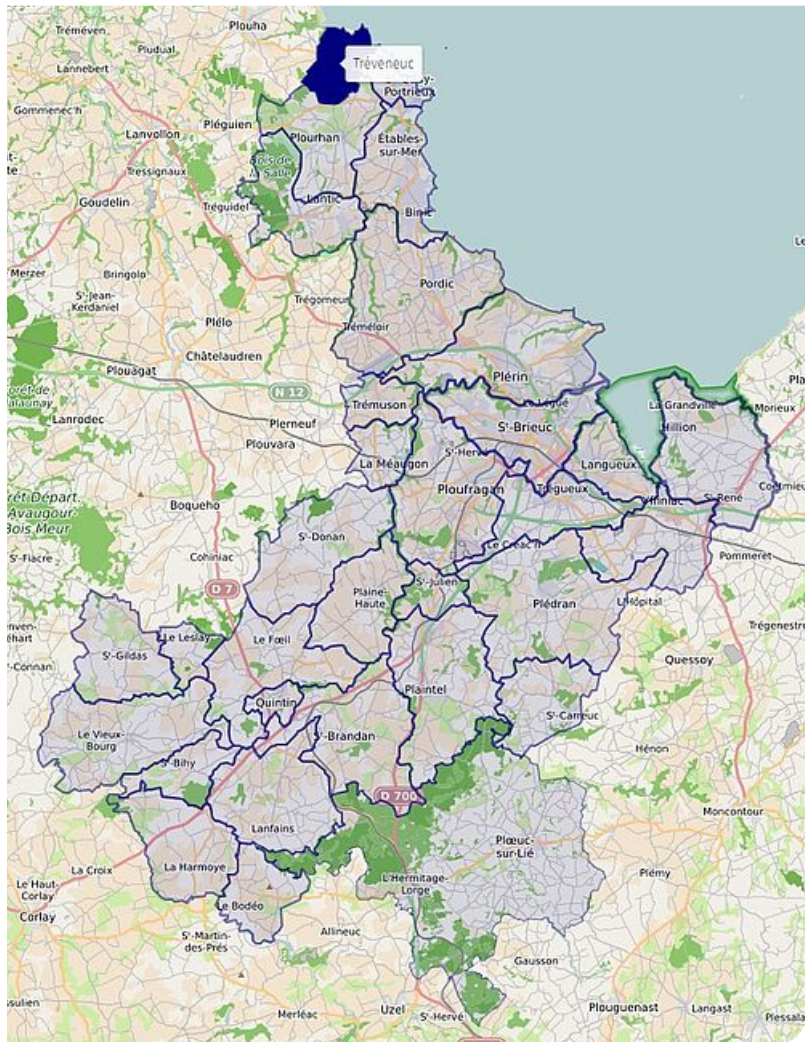 Plouha
Tréméven
Pludual
Lannebert
Tréveneuc
Portrieux
Gommenec'h
Pléguien
Lanvollon
Plourhan
Étables-
sur-Mer
Tressignaux
Bois de
la Salle
Goudelin
Tréguidel
Lantic
Binic
Merzer
Bringolo
Pordic
St-Jean-
Kerdaniel
Trégomeur
Plélo
Tréméloir
Châtelaudren
Plouagat
Plérin
N 12
Trémuson
Le Légué
La Grandville
Morieux
Lanrodec
Plerneuf
St-Brieuc
Hillion
Plouvara
La Méaugon
St-Herv
Langueux
Ploufragan
Trégueux
Yffiniac
St-René
Coëtmieu
Forêt Départ.
Avaugour-
Bois Meur
Boqueho
St-Donan
St-Fiacre
Cohiniac
Le Créac'h
Pommeret
D 7
St-Julien
Plaine-
Haute
Plédran
L'Hôpital
Trégenestre
Le Leslay
Le Fœil
St-Gildas
Quessoy
-Connan
Plaintel
Quintin
St-Carreuc
Le Vieux-
Bourg
St-Brandan
Hénon
St-Bihy
D 700
Moncontour
Lanfains
Plœuc-
sur-Lié
La Croix
La Harmoye
Plémy
L'Hermitage-
Lorge
Le Haut-
Corlay
Le Bodéo
Corlay
Allineuc
St-Martin-
des-Prés
Gausson
Uzel
Merléac
St-Hervé
Plouguenast
Langast
Plessala